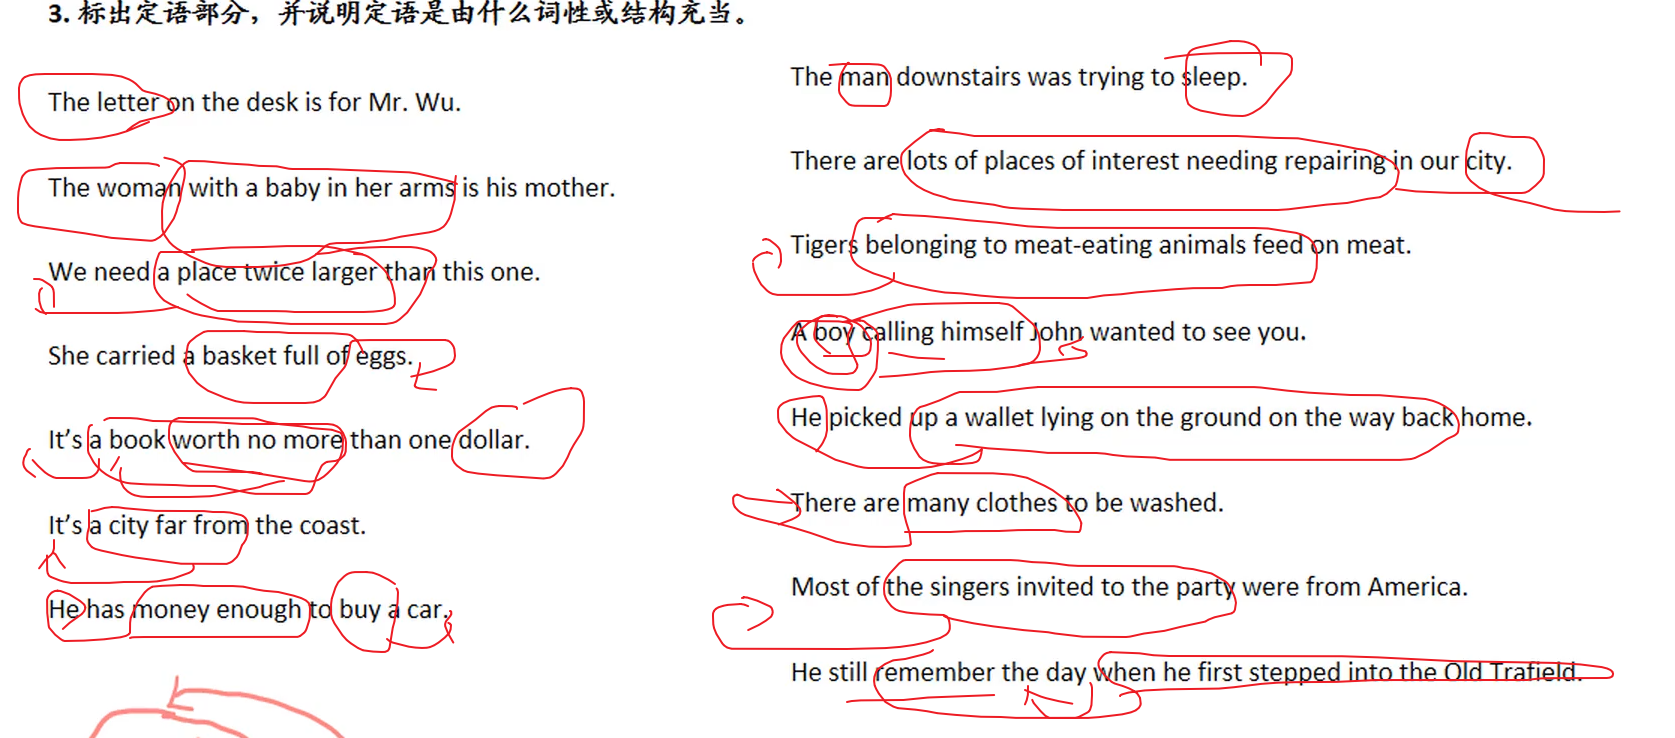 3. 标出定语部分，并说明定语是由什么词性或结构充当。
The letter on the desk is for Mr. Wu.
The woman with a baby in her arms is his mother.
We need a place twice larger than this one.
She carried a basket full of eggs.
It's a book worth no more than one dollar.
It's a city far from the coast.
He has money enough to buy a car.
The man downstairs was trying to sleep.
There are lots of places of interest needing repairing in our city.
Tigers belonging to meat-eating animals feed on meat.
A boy calling himself John wanted to see you.
He picked up a wallet lying on the ground on the way back home.
There are many clothes to be washed.
Most of the singers invited to the party were from America.
He still remember the day when he first stepped into the Old Trafield.